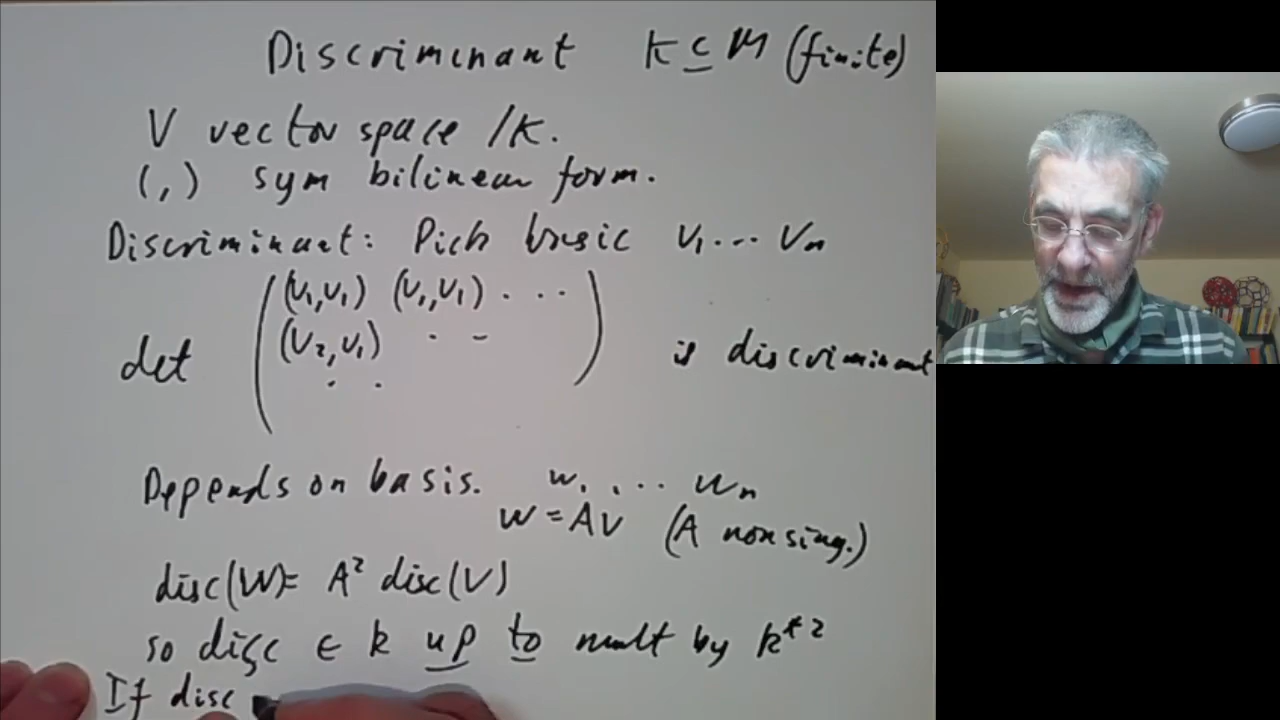 Discriminant K ⊆ M (finite)
V vector space /K.
(,) sym bilinear form.
Discriminant: Pick basis v₁ ... vₙ
(v₁,v₁) (v₁,v₁) . . .
(v₂,v₁) . -
det is discriminant
. .
Depends on basis. w₁ . ... wₙ
w = Av (A nonsing.)
disc(W)= A² disc(V)
so disc ∈ k up to mult by k*²
If disc